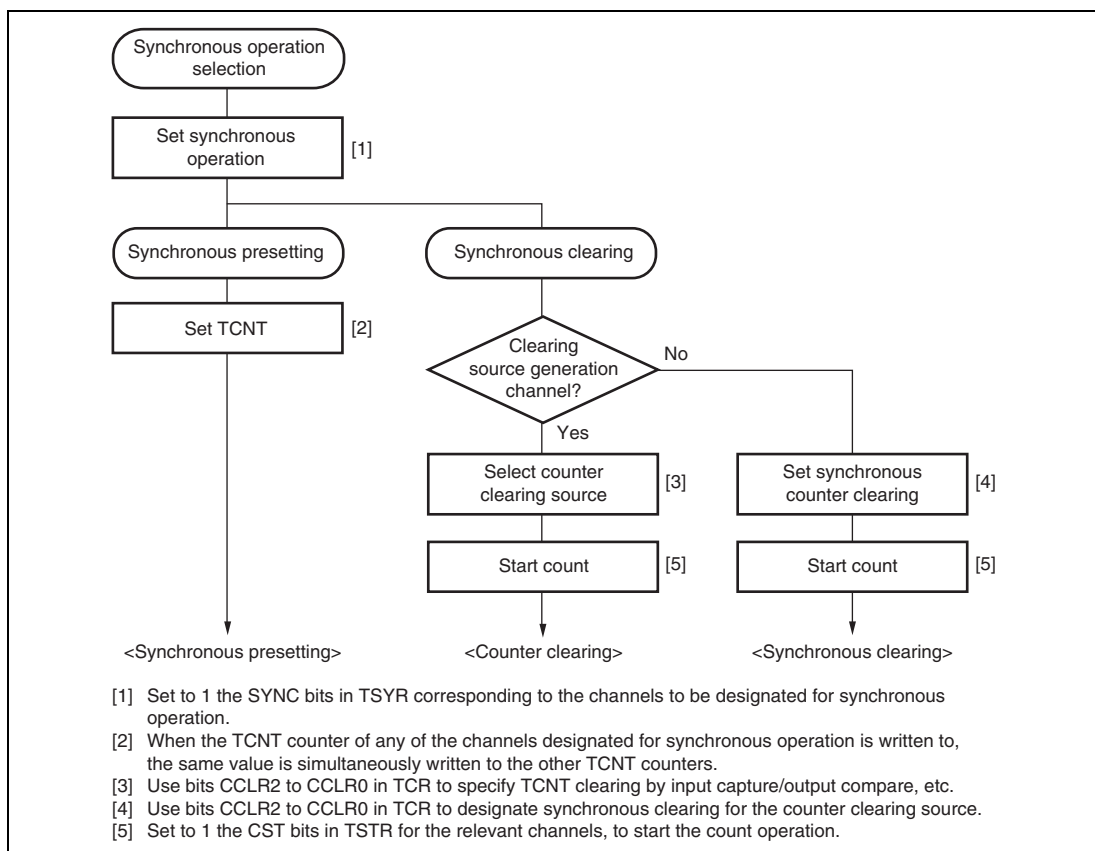 Synchronous operation
selection
Set synchronous
operation
[1]
Synchronous presetting
Synchronous clearing
Set TCNT
[2]
Clearing
source generation
channel?
No
Yes
Select counter
clearing source
[3]
Set synchronous
counter clearing
[4]
Start count
[5]
Start count
[5]
<Synchronous presetting>
<Counter clearing>
<Synchronous clearing>
[1] Set to 1 the SYNC bits in TSYR corresponding to the channels to be designated for synchronous
operation.
[2] When the TCNT counter of any of the channels designated for synchronous operation is written to,
the same value is simultaneously written to the other TCNT counters.
[3] Use bits CCLR2 to CCLR0 in TCR to specify TCNT clearing by input capture/output compare, etc.
[4] Use bits CCLR2 to CCLR0 in TCR to designate synchronous clearing for the counter clearing source.
[5] Set to 1 the CST bits in TSTR for the relevant channels, to start the count operation.